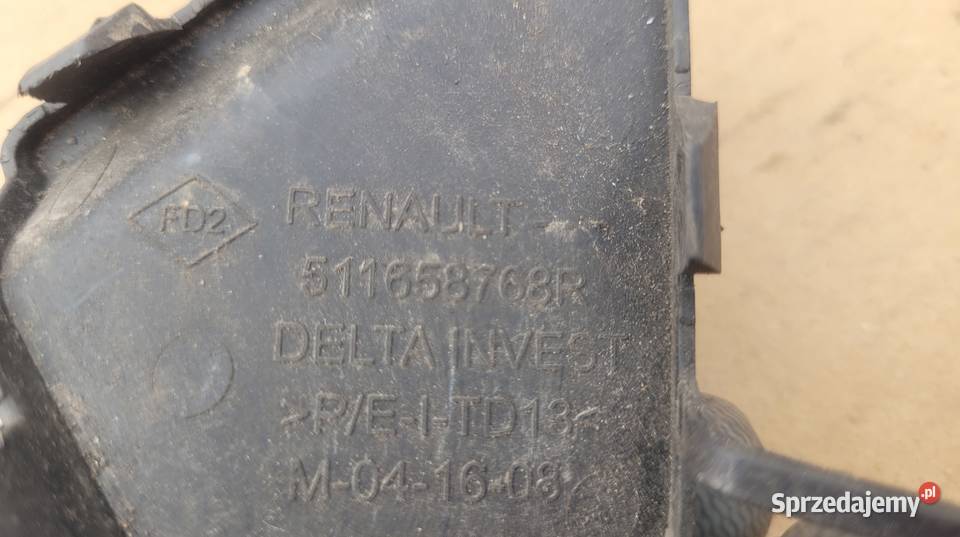 FD2
RENAULT
511658768R
DELTA INVEST
>P/E-I-TD13<
M-04-16-08
Sprzedajemy.pl